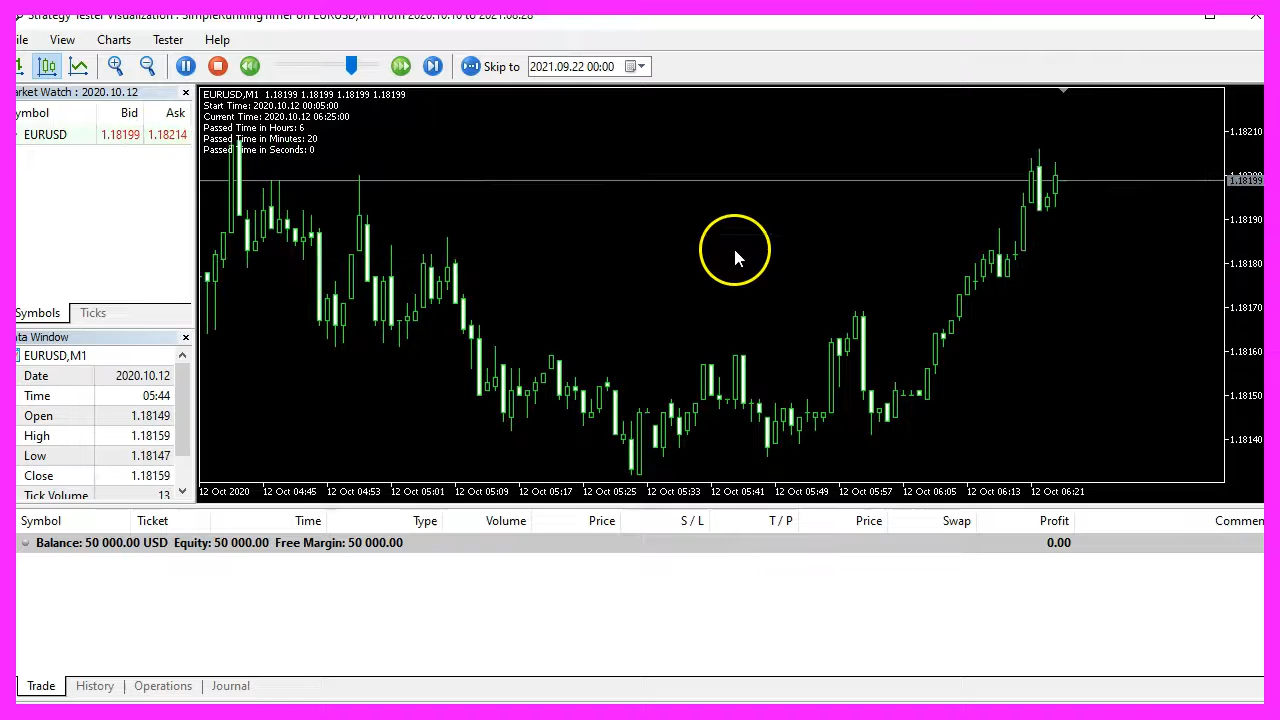 Strategy Tester Visualization : SimpleRunningTimer on EURUSD,M1 from 2020.10.10 to 2021.08.28
ile View Charts Tester Help
Skip to 2021.09.22 00:00
arket Watch : 2020.10.12
ymbol Bid Ask
EURUSD 1.18199 1.18214
Symbols Ticks
ata Window
EURUSD,M1
Date 2020.10.12
Time 05:44
Open 1.18149
High 1.18159
Low 1.18147
Close 1.18159
Tick Volume 13
EURUSD,M1 1.18199 1.18199 1.18199 1.18199
Start Time: 2020.10.12 00:05:00
Current Time: 2020.10.12 06:25:00
Passed Time in Hours: 6
Passed Time in Minutes: 20
Passed Time in Seconds: 0
1.18210
1.18200
1.18199
1.18190
1.18180
1.18170
1.18160
1.18150
1.18140
12 Oct 2020 12 Oct 04:45 12 Oct 04:53 12 Oct 05:01 12 Oct 05:09 12 Oct 05:17 12 Oct 05:25 12 Oct 05:33 12 Oct 05:41 12 Oct 05:49 12 Oct 05:57 12 Oct 06:05 12 Oct 06:13 12 Oct 06:21
Symbol Ticket Time Type Volume Price S / L T / P Price Swap Profit Commen
Balance: 50 000.00 USD Equity: 50 000.00 Free Margin: 50 000.00 0.00
Trade History Operations Journal